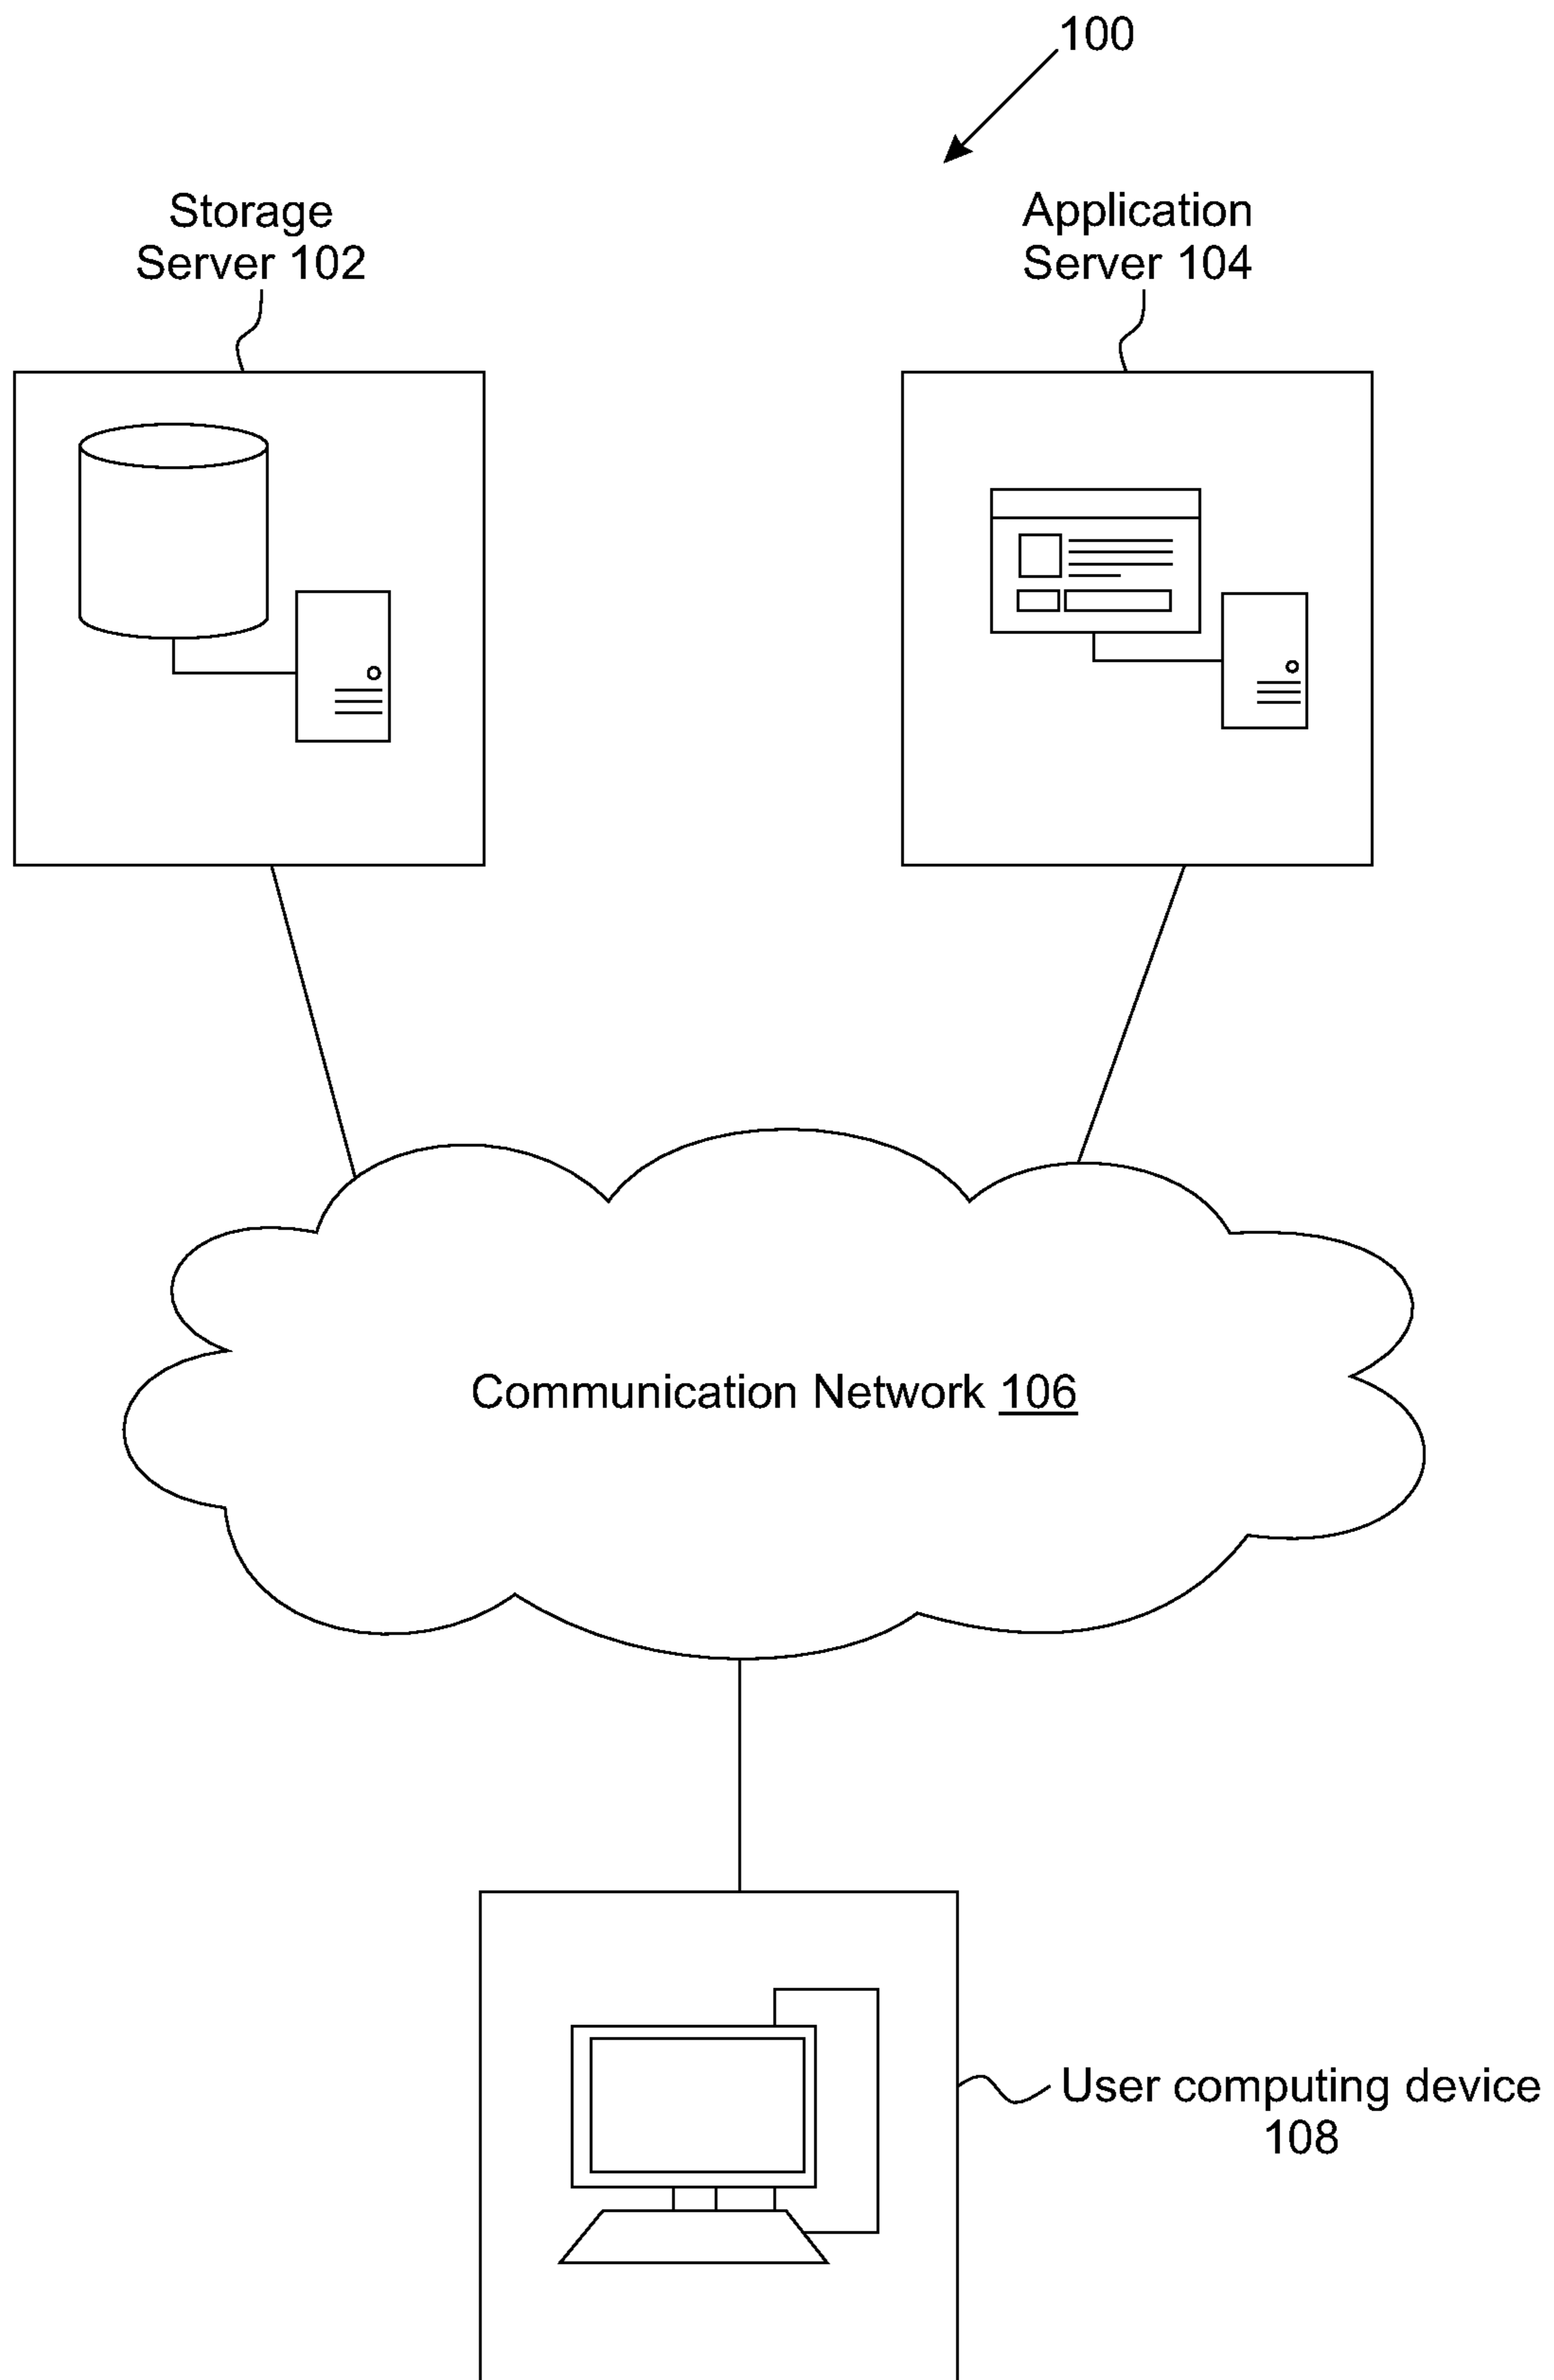 100
Storage
Server 102
Application
Server 104
Communication Network 106
User computing device
108